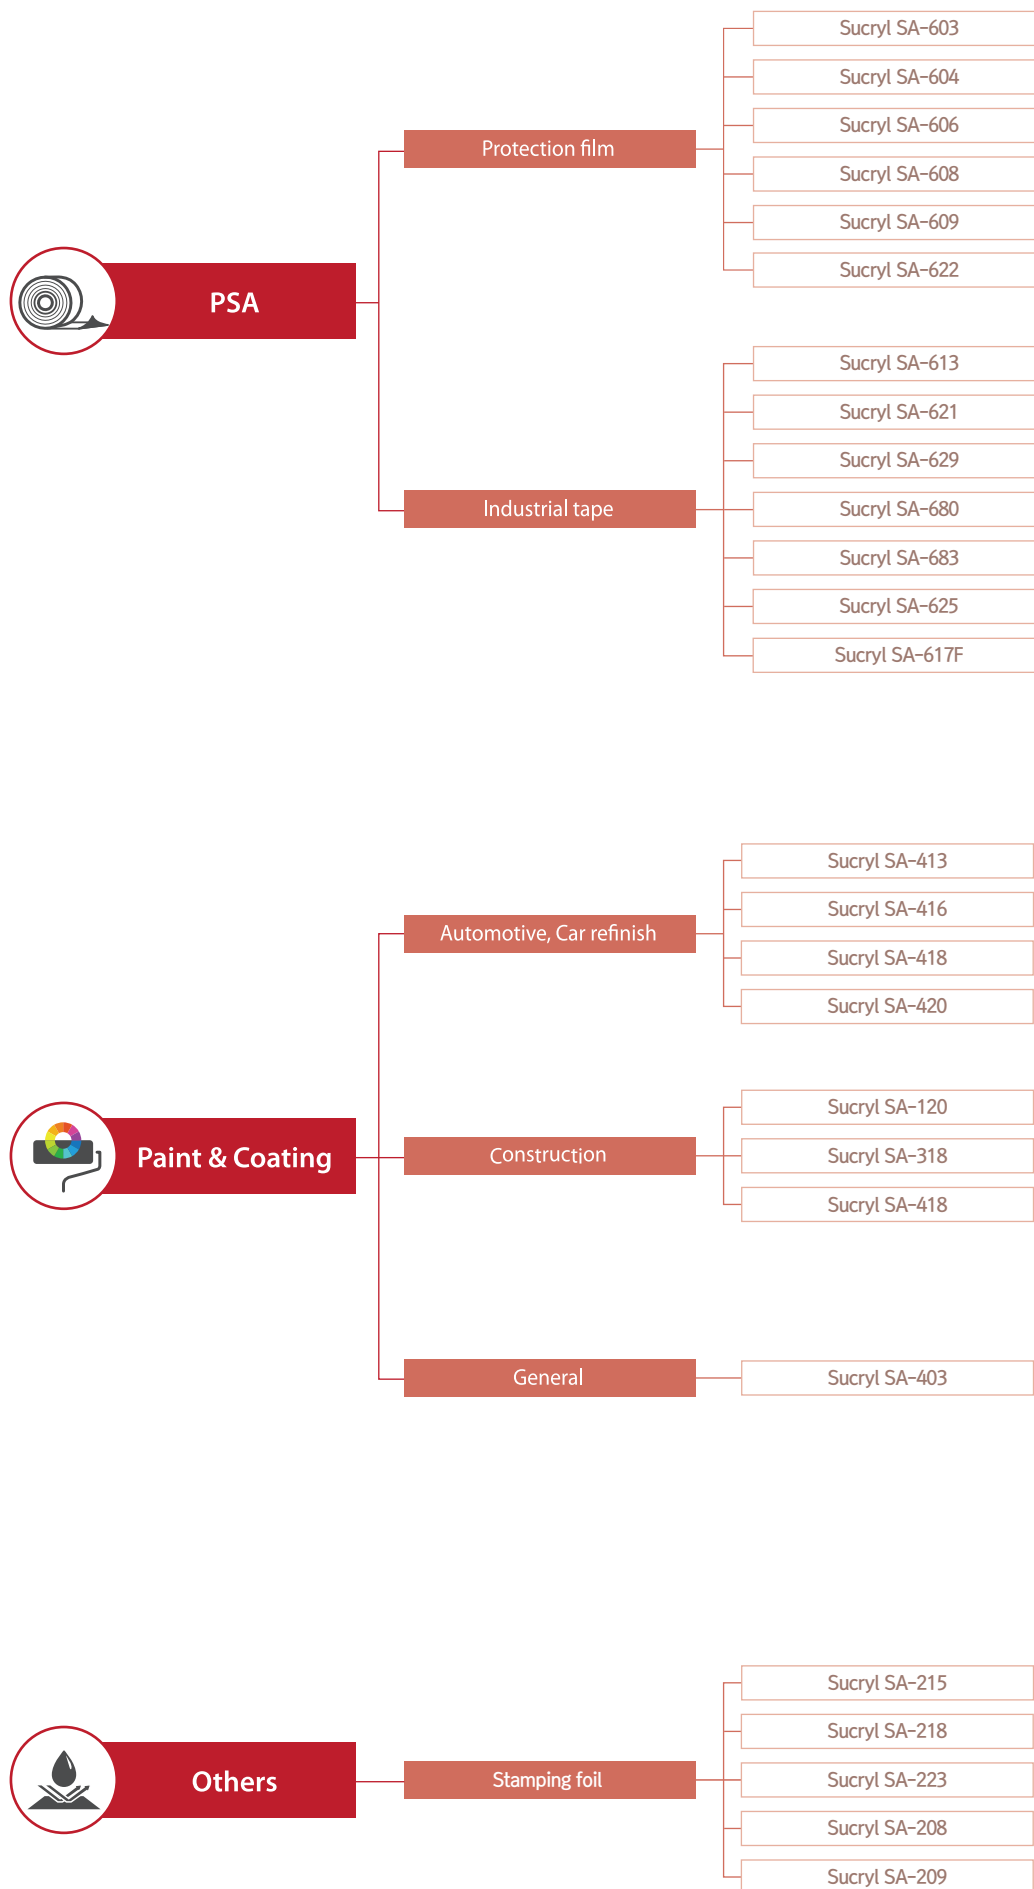 PSA
Protection film
Sucryl SA-603
Sucryl SA-604
Sucryl SA-606
Sucryl SA-608
Sucryl SA-609
Sucryl SA-622
Industrial tape
Sucryl SA-613
Sucryl SA-621
Sucryl SA-629
Sucryl SA-680
Sucryl SA-683
Sucryl SA-625
Sucryl SA-617F
Paint & Coating
Automotive, Car refinish
Sucryl SA-413
Sucryl SA-416
Sucryl SA-418
Sucryl SA-420
Construction
Sucryl SA-120
Sucryl SA-318
Sucryl SA-418
General
Sucryl SA-403
Others
Stamping foil
Sucryl SA-215
Sucryl SA-218
Sucryl SA-223
Sucryl SA-208
Sucryl SA-209